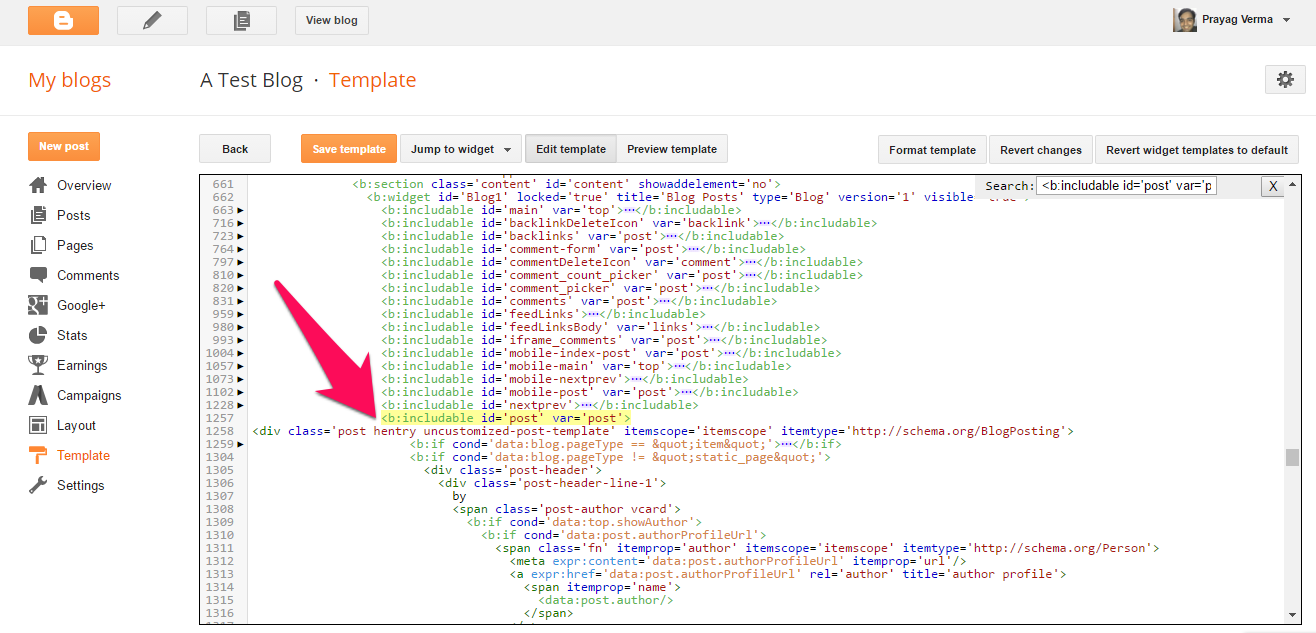 View blog
Prayag Verma
My blogs
A Test Blog · Template
New post
Overview
Posts
Pages
Comments
Google+
Stats
Earnings
Campaigns
Layout
Template
Settings
Back
Save template
Jump to widget
Edit template
Preview template
Format template
Revert changes
Revert widget templates to default
Search: <b:includable id='post' var='p
X
661 <b:section class='content' id='content' showaddelement='no'>
662 <b:widget id='Blog1' locked='true' title='Blog Posts' type='Blog' version='1' visible='true'>
663 <b:includable id='main' var='top'>⋯</b:includable>
716 <b:includable id='backlinkDeleteIcon' var='backlink'>⋯</b:includable>
723 <b:includable id='backlinks' var='post'>⋯</b:includable>
764 <b:includable id='comment-form' var='post'>⋯</b:includable>
797 <b:includable id='commentDeleteIcon' var='comment'>⋯</b:includable>
810 <b:includable id='comment_count_picker' var='post'>⋯</b:includable>
820 <b:includable id='comment_picker' var='post'>⋯</b:includable>
831 <b:includable id='comments' var='post'>⋯</b:includable>
959 <b:includable id='feedLinks'>⋯</b:includable>
980 <b:includable id='feedLinksBody' var='links'>⋯</b:includable>
993 <b:includable id='iframe_comments' var='post'>⋯</b:includable>
1004 <b:includable id='mobile-index-post' var='post'>⋯</b:includable>
1057 <b:includable id='mobile-main' var='top'>⋯</b:includable>
1073 <b:includable id='mobile-nextprev'>⋯</b:includable>
1102 <b:includable id='mobile-post' var='post'>⋯</b:includable>
1228 <b:includable id='nextprev'>⋯</b:includable>
1257 <b:includable id='post' var='post'>
1258 <div class='post hentry uncustomized-post-template' itemscope='itemscope' itemtype='http://schema.org/BlogPosting'>
1259 <b:if cond='data:blog.pageType == &quot;item&quot;'>⋯</b:if>
1304 <b:if cond='data:blog.pageType != &quot;static_page&quot;'>
1305 <div class='post-header'>
1306 <div class='post-header-line-1'>
1307 by
1308 <span class='post-author vcard'>
1309 <b:if cond='data:top.showAuthor'>
1310 <b:if cond='data:post.authorProfileUrl'>
1311 <span class='fn' itemprop='author' itemscope='itemscope' itemtype='http://schema.org/Person'>
1312 <meta expr:content='data:post.authorProfileUrl' itemprop='url'/>
1313 <a expr:href='data:post.authorProfileUrl' rel='author' title='author profile'>
1314 <span itemprop='name'>
1315 <data:post.author/>
1316 </span>